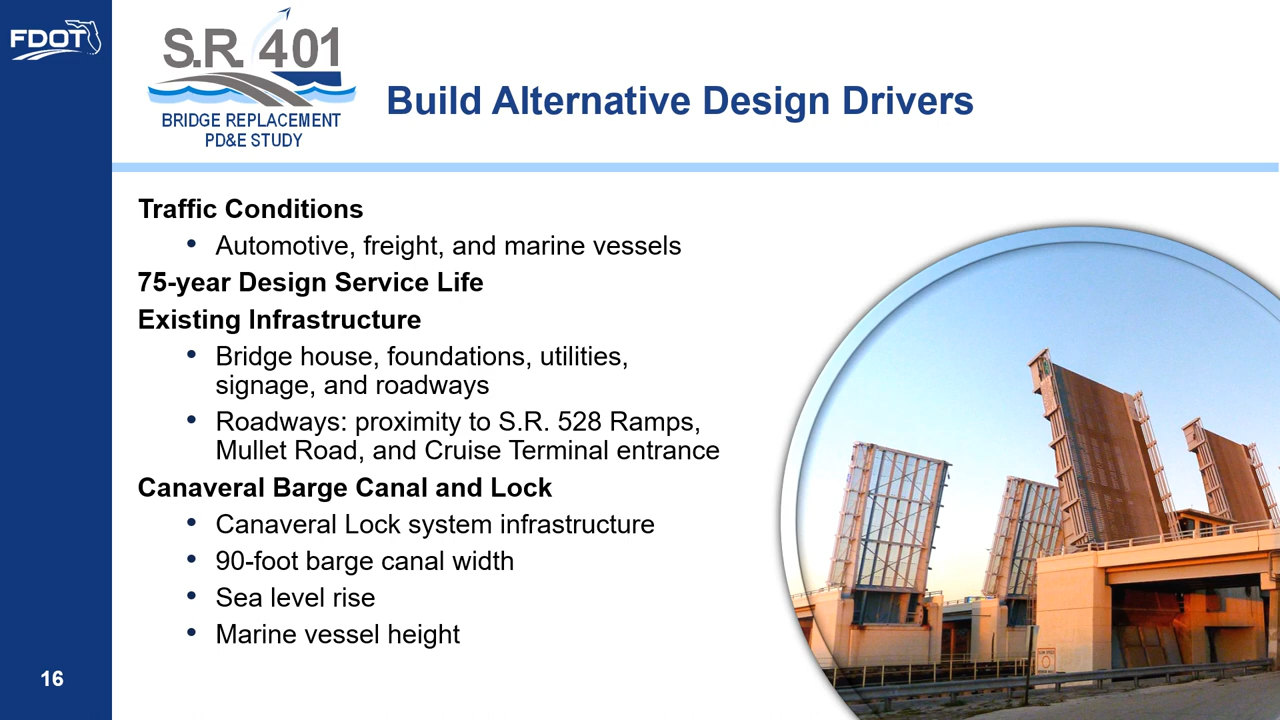 FDOT
S.R. 401
BRIDGE REPLACEMENT
PD&E STUDY
Build Alternative Design Drivers
Traffic Conditions
• Automotive, freight, and marine vessels
75-year Design Service Life
Existing Infrastructure
• Bridge house, foundations, utilities,
signage, and roadways
• Roadways: proximity to S.R. 528 Ramps,
Mullet Road, and Cruise Terminal entrance
Canaveral Barge Canal and Lock
• Canaveral Lock system infrastructure
• 90-foot barge canal width
• Sea level rise
• Marine vessel height
16